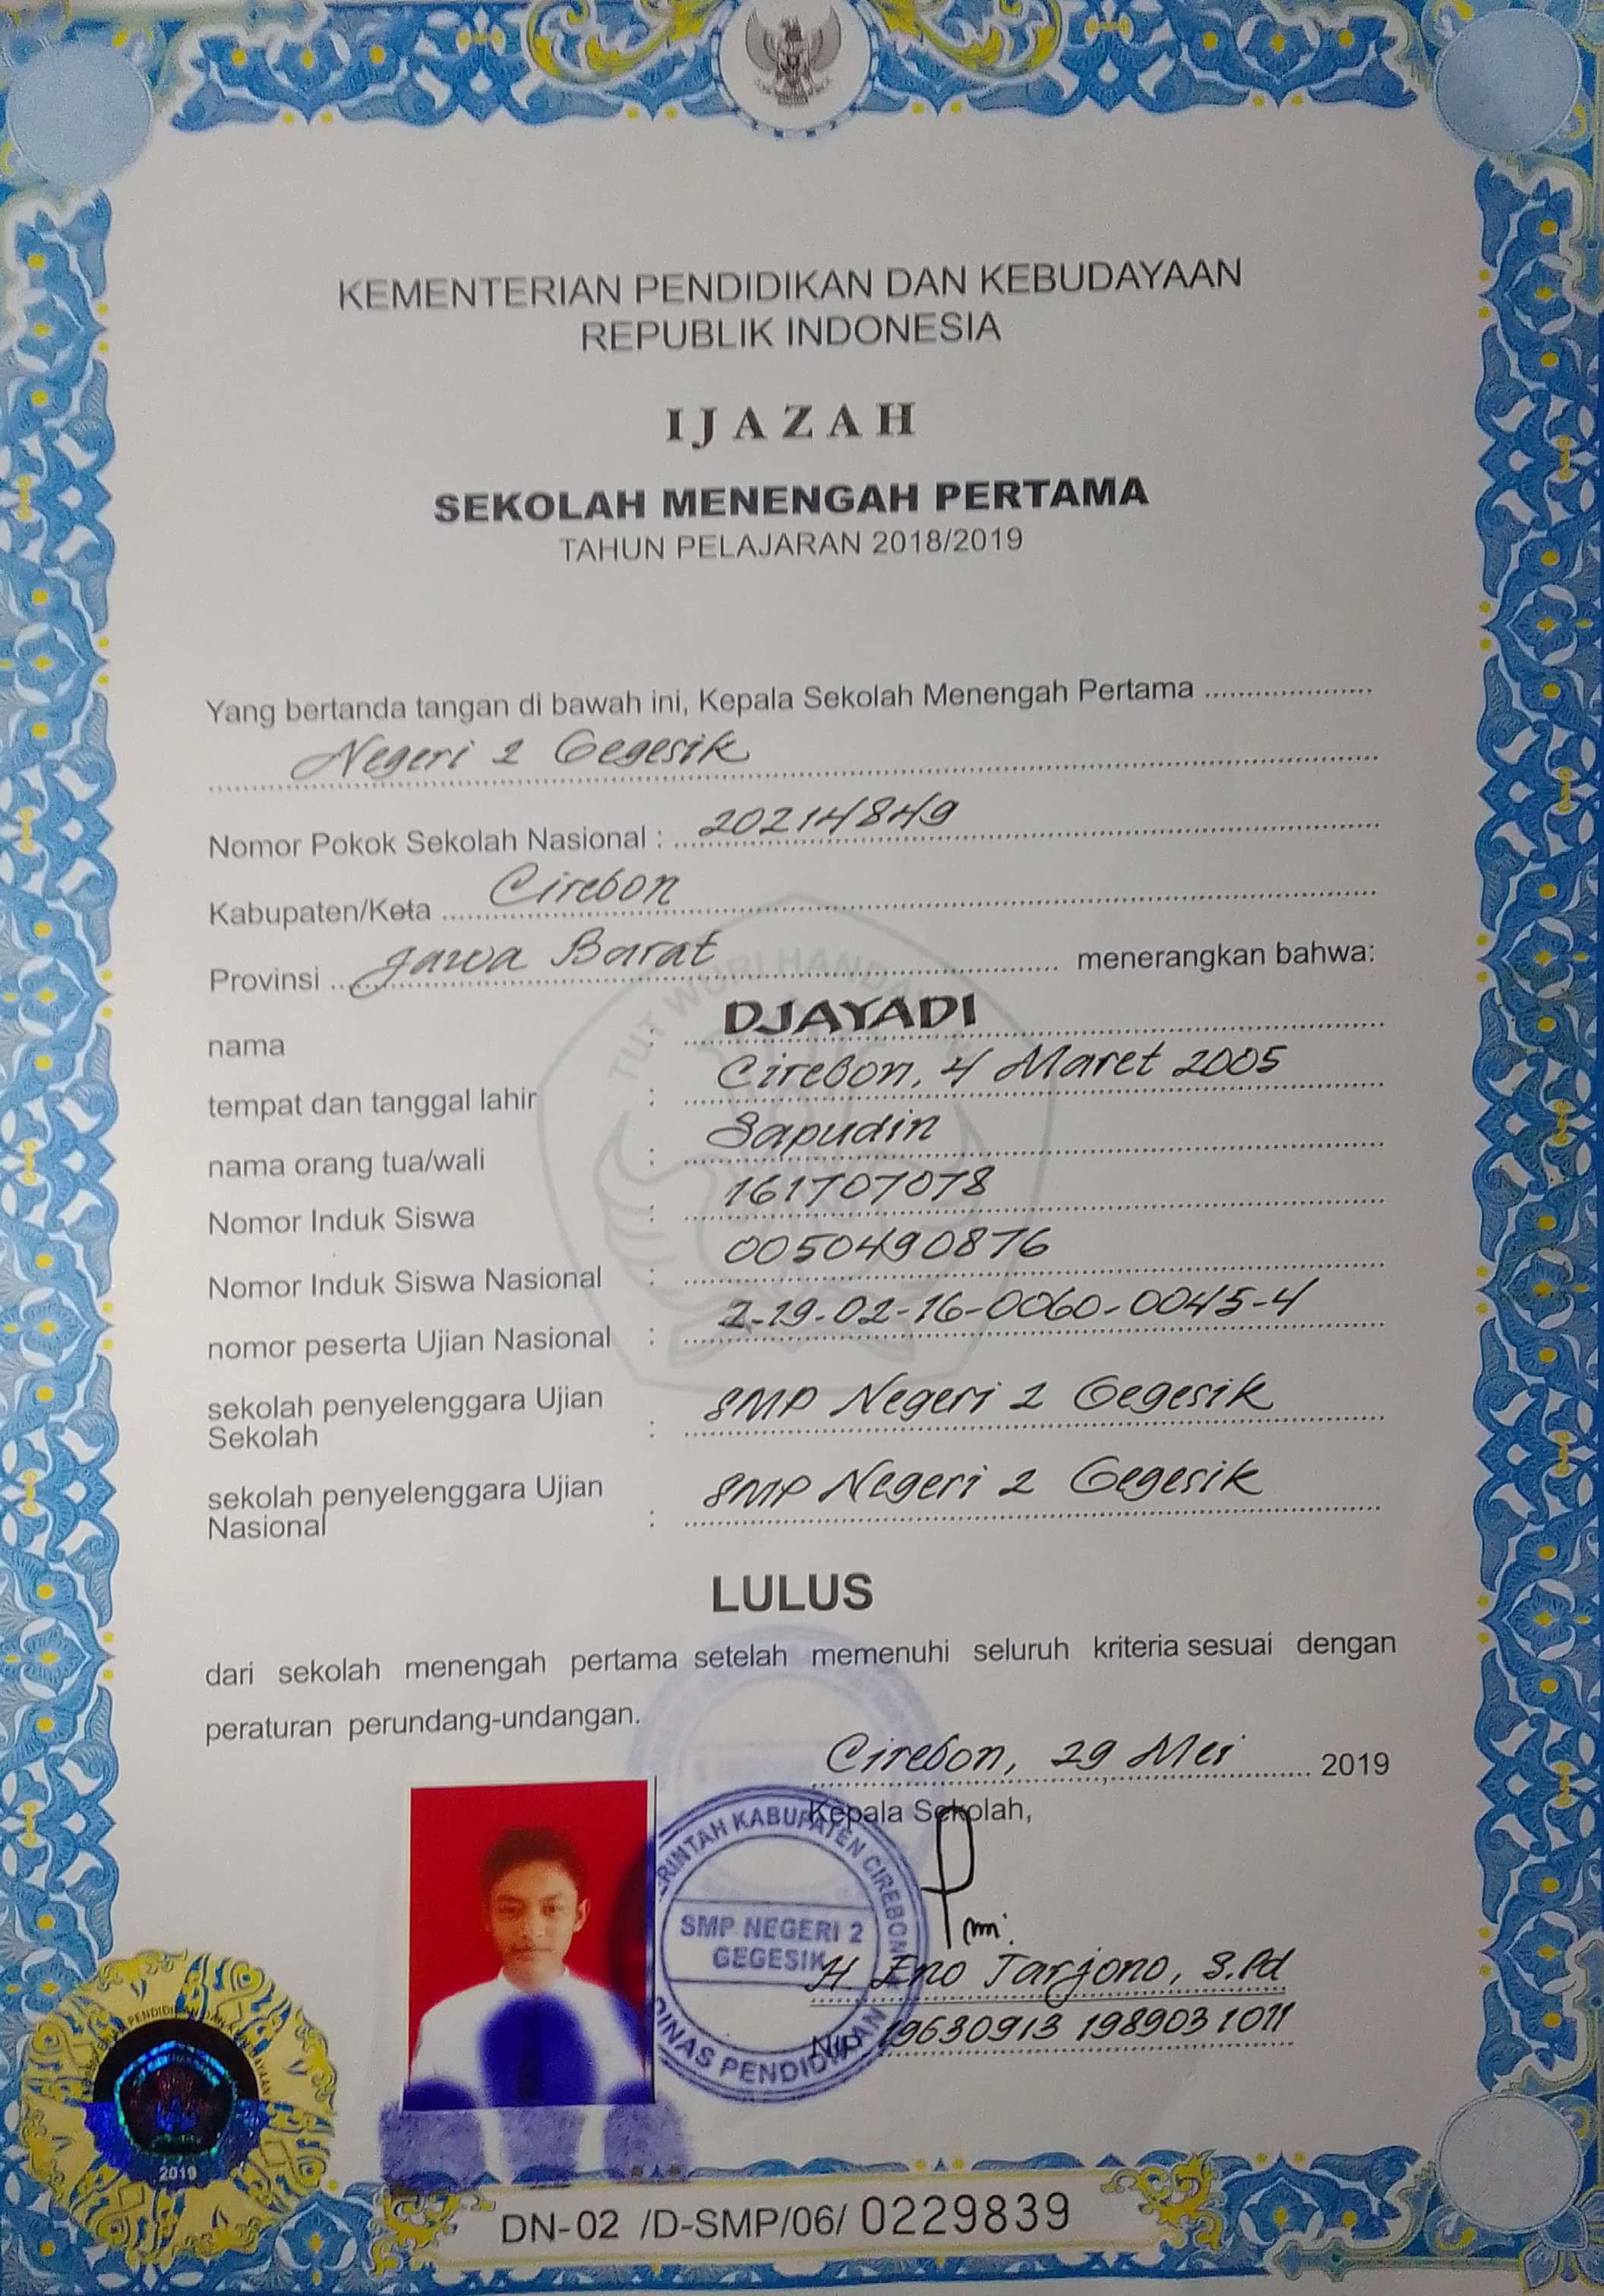 KEMENTERIAN PENDIDIKAN DAN KEBUDAYAAN
REPUBLIK INDONESIA
IJAZAH
SEKOLAH MENENGAH PERTAMA
TAHUN PELAJARAN 2018/2019
Yang bertanda tangan di bawah ini, Kepala Sekolah Menengah Pertama
Negeri 2 Gegesik
Nomor Pokok Sekolah Nasional : 20214849
Kabupaten/Kota Cirebon
Provinsi Jawa Barat menerangkan bahwa:
nama : DJAYADI
tempat dan tanggal lahir : Cirebon, 4 Maret 2005
nama orang tua/wali : Sapudin
Nomor Induk Siswa : 161707078
Nomor Induk Siswa Nasional : 0050490876
nomor peserta Ujian Nasional : 2-19-02-16-0060-0045-4
sekolah penyelenggara Ujian
Sekolah : SMP Negeri 2 Gegesik
sekolah penyelenggara Ujian
Nasional : SMP Negeri 2 Gegesik
LULUS
dari sekolah menengah pertama setelah memenuhi seluruh kriteria sesuai dengan
peraturan perundang-undangan.
Cirebon, 29 Mei 2019
Kepala Sekolah,
KABUPATEN CIREBON
SMP NEGERI 2
GEGESIK
DINAS PENDIDIKAN
H Eno Tarjono, S.Pd
NIP 19630913 198903 1 011
2019
DN-02 /D-SMP/06/ 0229839